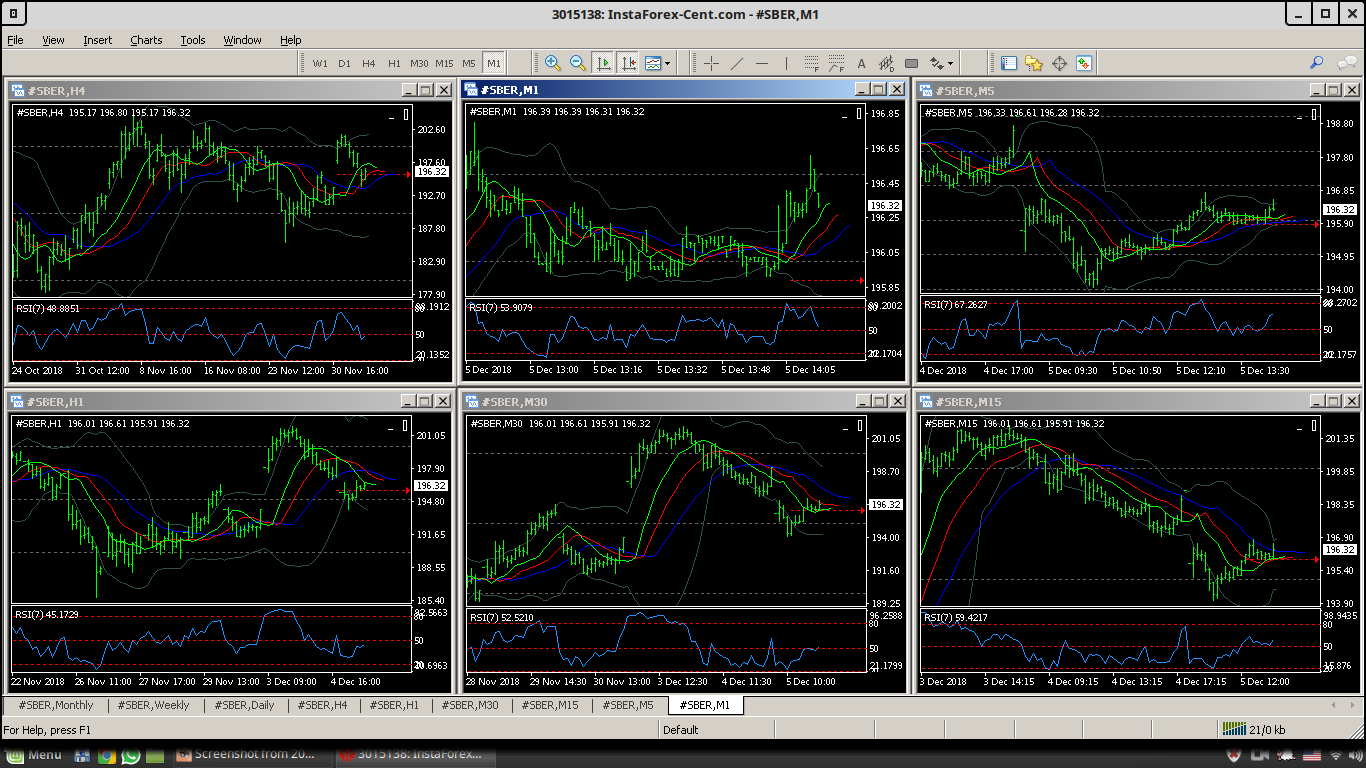 3015138: InstaForex-Cent.com - #SBER,M1
File View Insert Charts Tools Window Help
W1 D1 H4 H1 M30 M15 M5 M1
#SBER,H4
#SBER,H4 195.17 196.80 195.17 196.32
202.60
197.60
196.32
192.70
187.80
182.90
177.90
RSI(7) 48.8851
50
24 Oct 2018 31 Oct 12:00 8 Nov 16:00 16 Nov 08:00 23 Nov 12:00 30 Nov 16:00
#SBER,M1
#SBER,M1 196.39 196.39 196.31 196.32
196.85
196.65
196.45
196.32
196.25
196.05
195.85
RSI(7) 53.9079
50
5 Dec 2018 5 Dec 13:00 5 Dec 13:16 5 Dec 13:32 5 Dec 13:48 5 Dec 14:05
#SBER,M5
#SBER,M5 196.33 196.61 196.28 196.32
198.80
197.80
196.85
196.32
195.90
194.95
194.00
RSI(7) 67.2627
50
4 Dec 2018 4 Dec 17:00 5 Dec 09:30 5 Dec 10:50 5 Dec 12:10 5 Dec 13:30
#SBER,H1
#SBER,H1 196.01 196.61 195.91 196.32
201.05
197.90
196.32
194.80
191.65
188.55
185.40
RSI(7) 45.1729
92.5663
80
50
22 Nov 2018 26 Nov 11:00 27 Nov 17:00 29 Nov 13:00 3 Dec 09:00 4 Dec 16:00
#SBER,M30
#SBER,M30 196.01 196.61 195.91 196.32
201.05
198.70
196.32
194.00
191.60
189.25
RSI(7) 52.5210
96.2588
80
50
28 Nov 2018 29 Nov 14:30 30 Nov 13:00 3 Dec 12:30 4 Dec 11:30 5 Dec 10:00
#SBER,M15
#SBER,M15 196.01 196.61 195.91 196.32
201.35
199.85
198.35
196.90
196.32
195.40
193.90
RSI(7) 59.4217
98.9435
80
50
3 Dec 2018 3 Dec 14:15 4 Dec 09:15 4 Dec 13:15 4 Dec 17:15 5 Dec 12:00
#SBER,Monthly #SBER,Weekly #SBER,Daily #SBER,H4 #SBER,H1 #SBER,M30 #SBER,M15 #SBER,M5 #SBER,M1
For Help, press F1 Default 21/0 kb
Menu Screenshot from 20... 3015138: InstaForex-C...